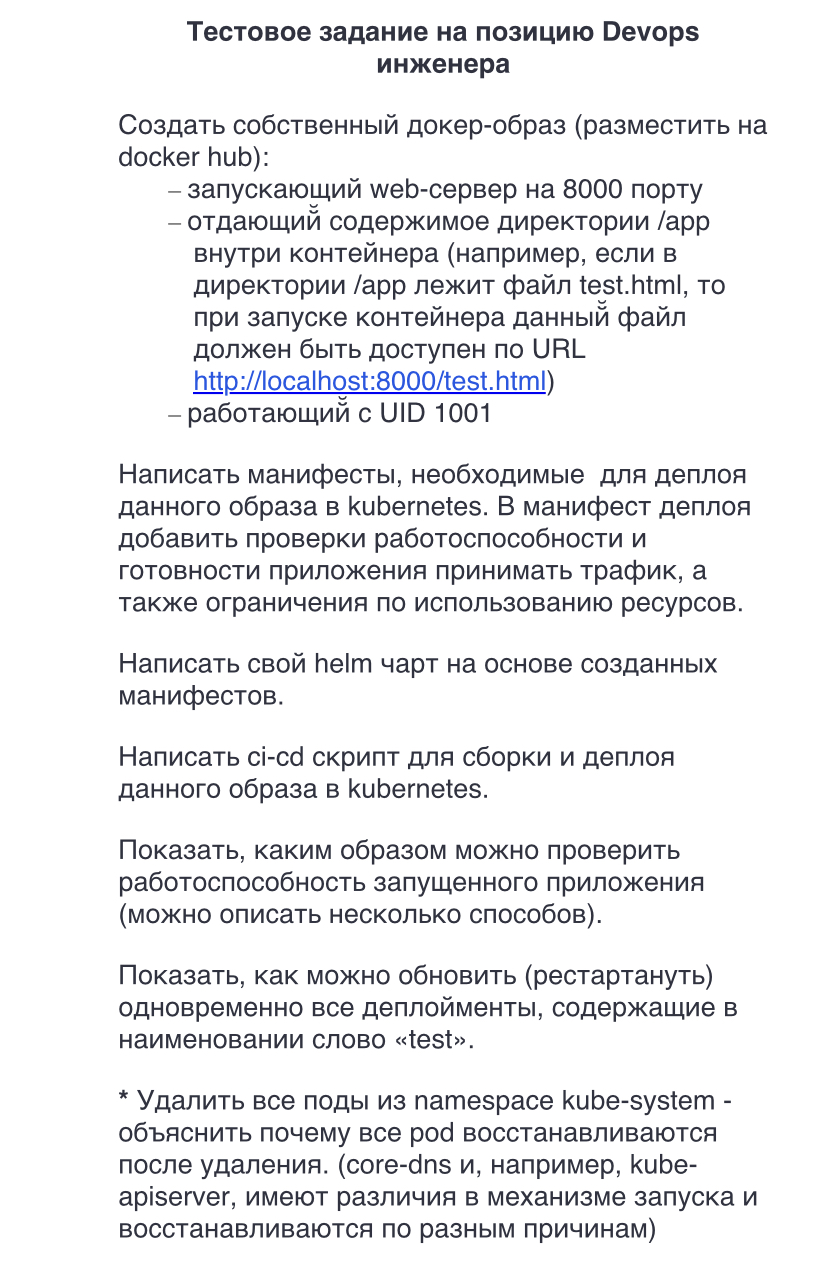 Тестовое задание на позицию Devops
инженера
Создать собственный докер-образ (разместить на
docker hub):
– запускающий web-сервер на 8000 порту
– отдающий содержимое директории /app
внутри контейнера (например, если в
директории /app лежит файл test.html, то
при запуске контейнера данный файл
должен быть доступен по URL
http://localhost:8000/test.html)
– работающий с UID 1001
Написать манифесты, необходимые  для деплоя
данного образа в kubernetes. В манифест деплоя
добавить проверки работоспособности и
готовности приложения принимать трафик, а
также ограничения по использованию ресурсов.
Написать свой helm чарт на основе созданных
манифестов.
Написать ci-cd скрипт для сборки и деплоя
данного образа в kubernetes.
Показать, каким образом можно проверить
работоспособность запущенного приложения
(можно описать несколько способов).
Показать, как можно обновить (рестартануть)
одновременно все деплойменты, содержащие в
наименовании слово «test».
* Удалить все поды из namespace kube-system -
объяснить почему все pod восстанавливаются
после удаления. (core-dns и, например, kube-
apiserver, имеют различия в механизме запуска и
восстанавливаются по разным причинам)